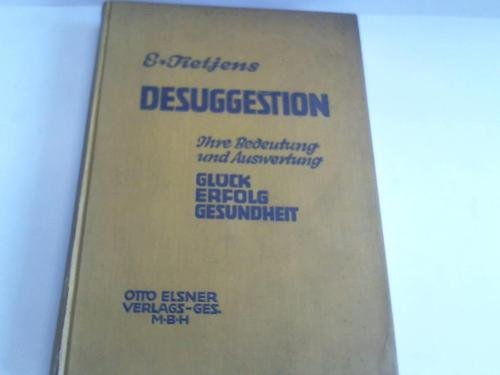 E. Tietjens
DESUGGESTION
Ihre Bedeutung
und Auswertung
GLÜCK
ERFOLG
GESUNDHEIT
OTTO ELSNER
VERLAGS-GES.
M·B·H